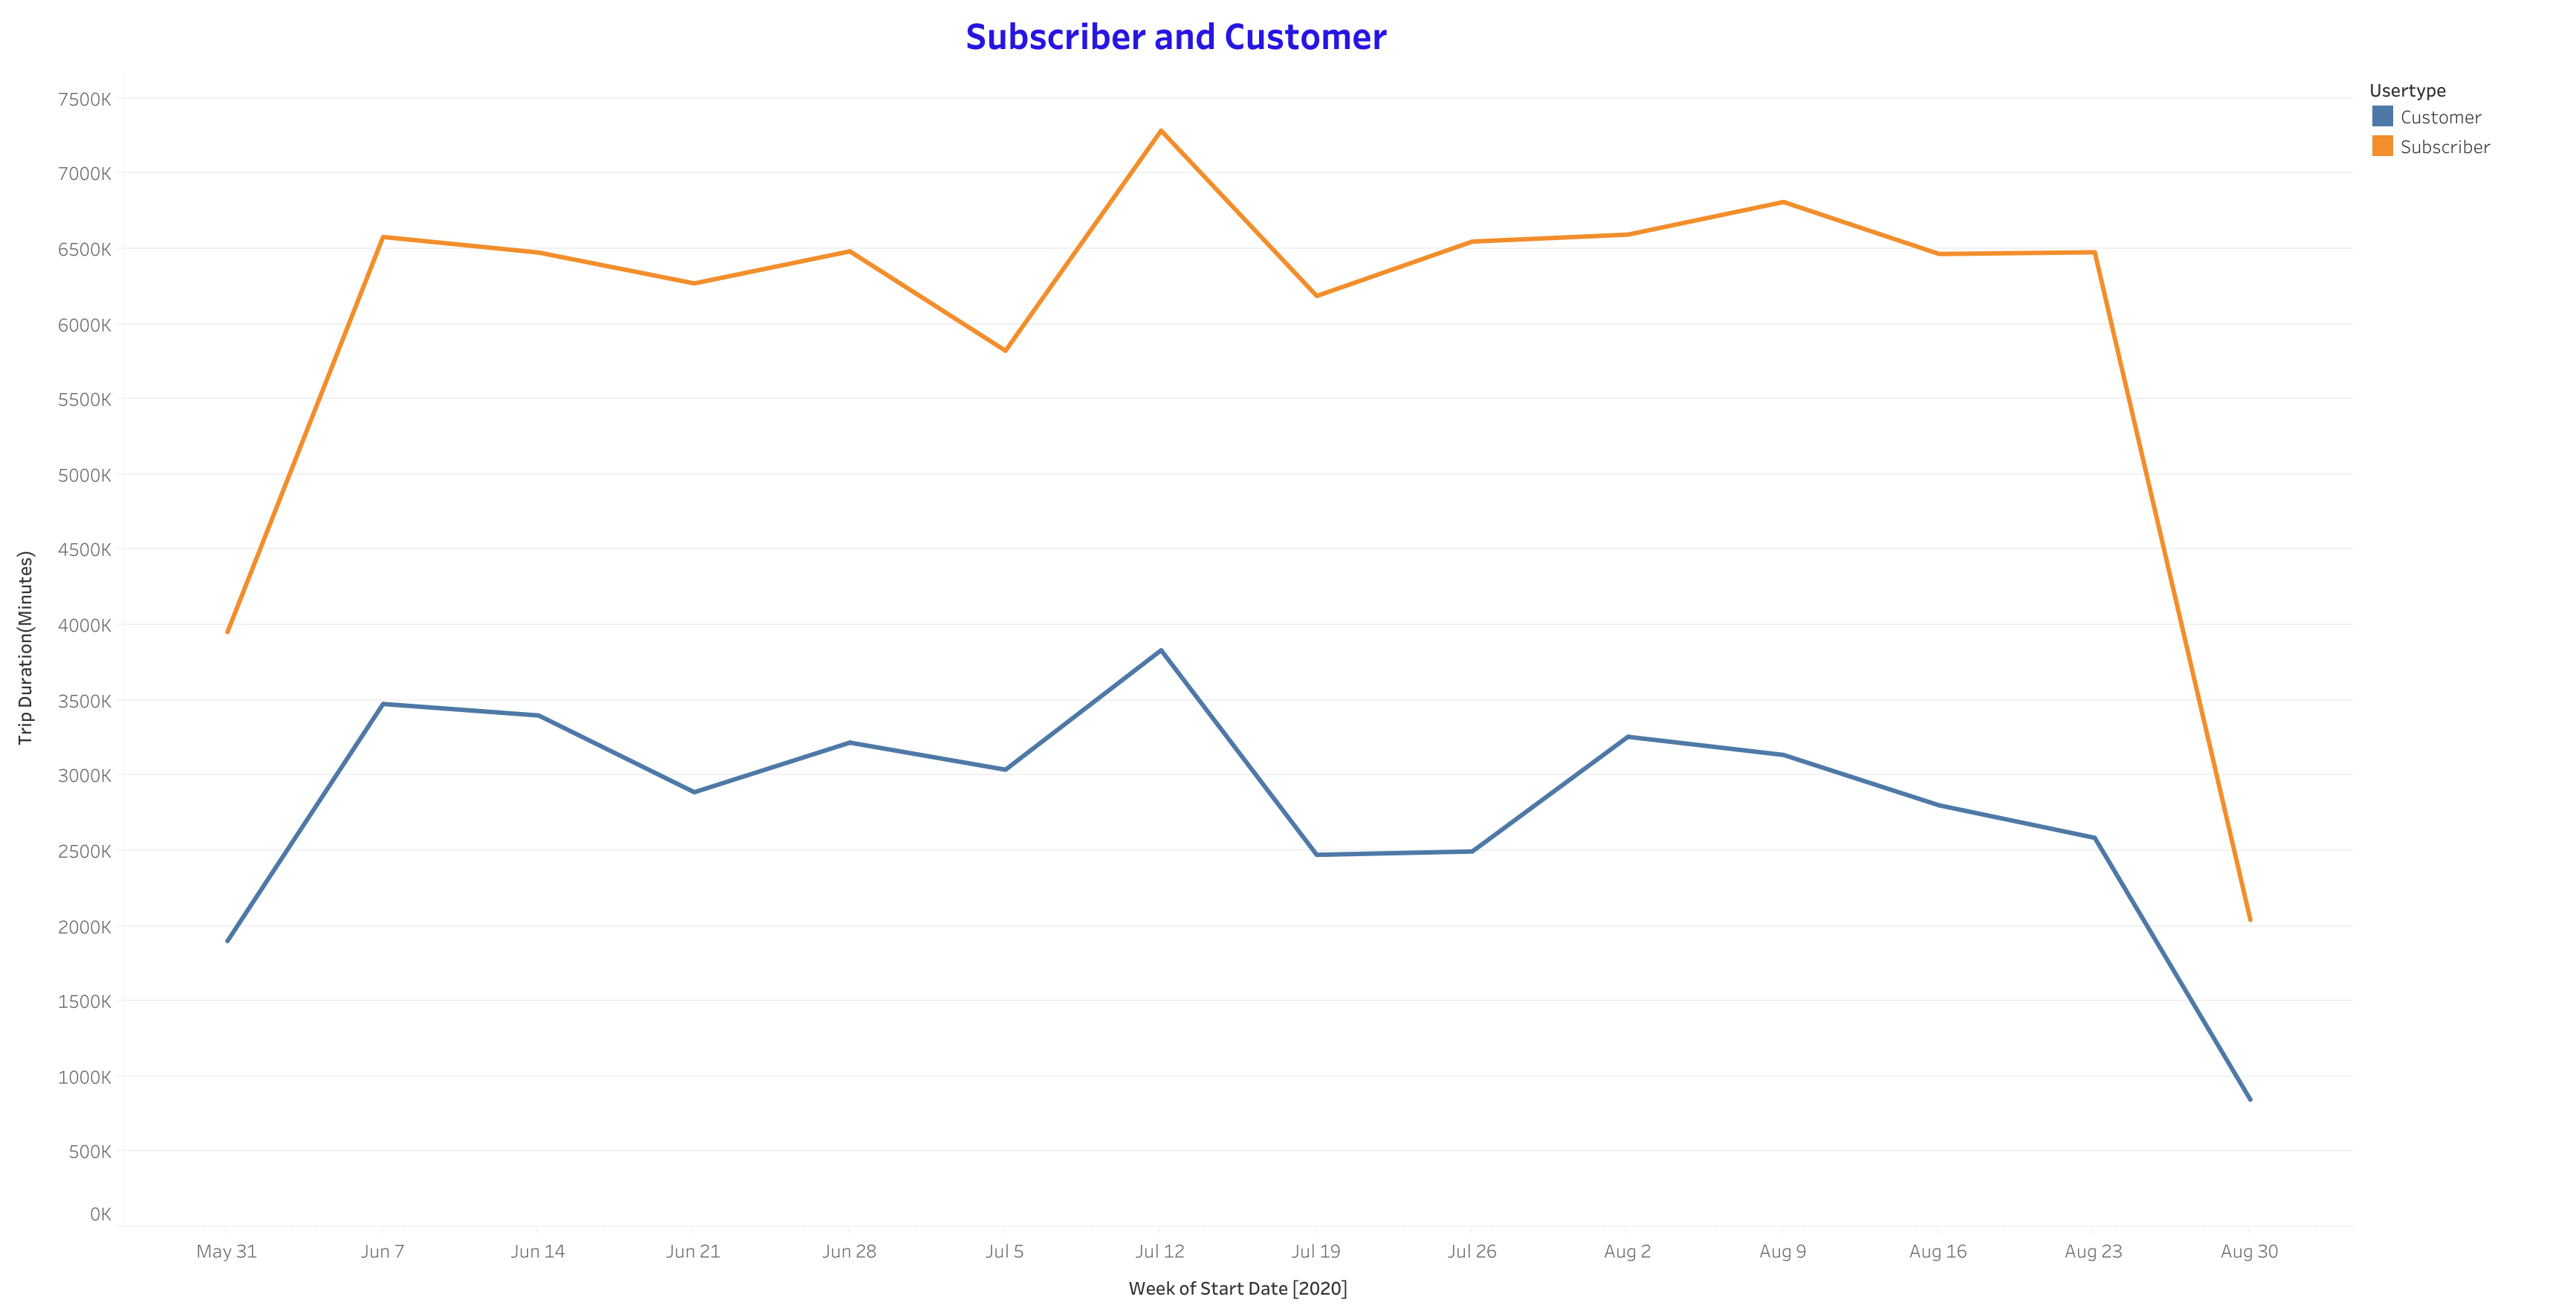 Subscriber and Customer
Usertype
Customer
Subscriber
7500K
7000K
6500K
6000K
5500K
5000K
4500K
4000K
3500K
3000K
2500K
2000K
1500K
1000K
500K
0K
Trip Duration(Minutes)
May 31 Jun 7 Jun 14 Jun 21 Jun 28 Jul 5 Jul 12 Jul 19 Jul 26 Aug 2 Aug 9 Aug 16 Aug 23 Aug 30
Week of Start Date [2020]